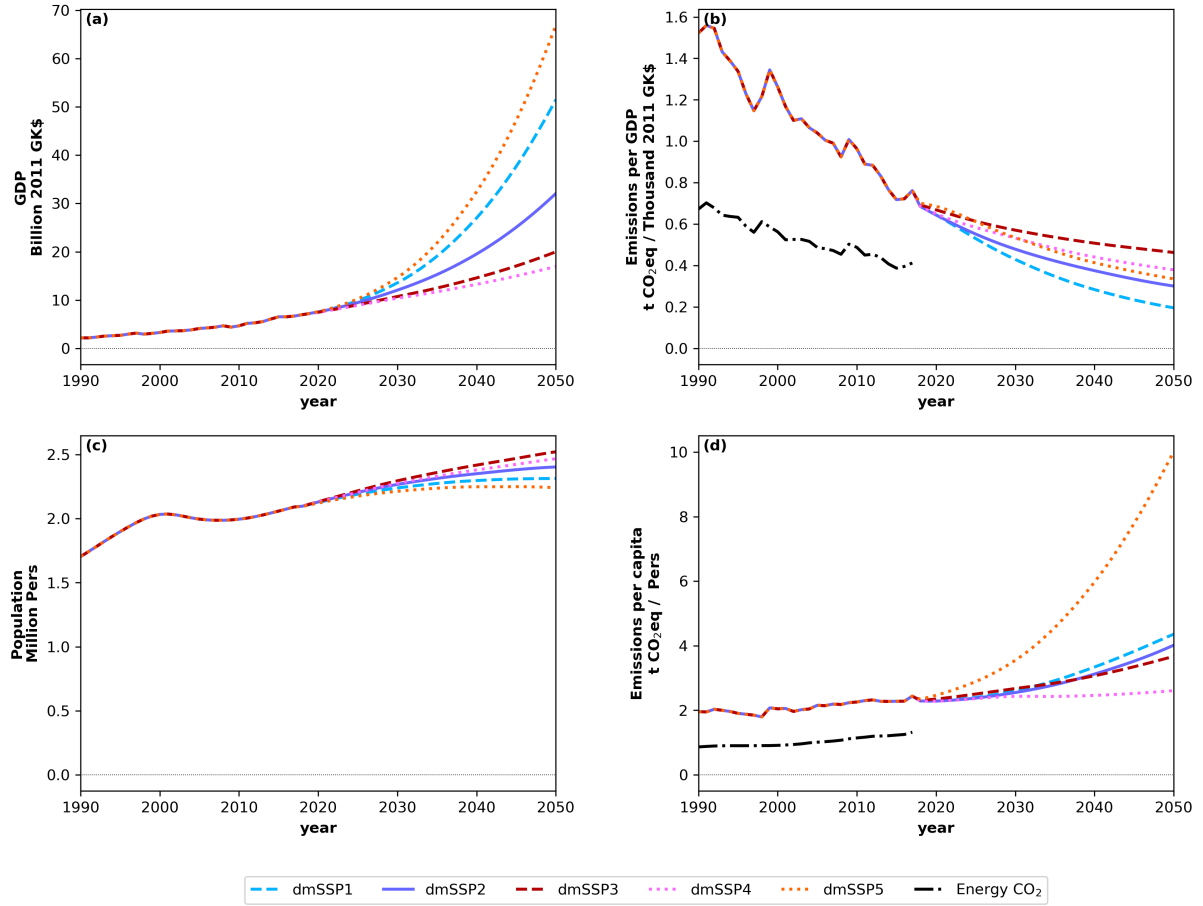 (a)
GDP
Billion 2011 GK$
70
60
50
40
30
20
10
0
1990 2000 2010 2020 2030 2040 2050
year
(b)
Emissions per GDP
t CO₂eq / Thousand 2011 GK$
1.6
1.4
1.2
1.0
0.8
0.6
0.4
0.2
0.0
1990 2000 2010 2020 2030 2040 2050
year
(c)
Population
Million Pers
2.5
2.0
1.5
1.0
0.5
0.0
1990 2000 2010 2020 2030 2040 2050
year
(d)
Emissions per capita
t CO₂eq / Pers
10
8
6
4
2
0
1990 2000 2010 2020 2030 2040 2050
year
dmSSP1 dmSSP2 dmSSP3 dmSSP4 dmSSP5 Energy CO₂